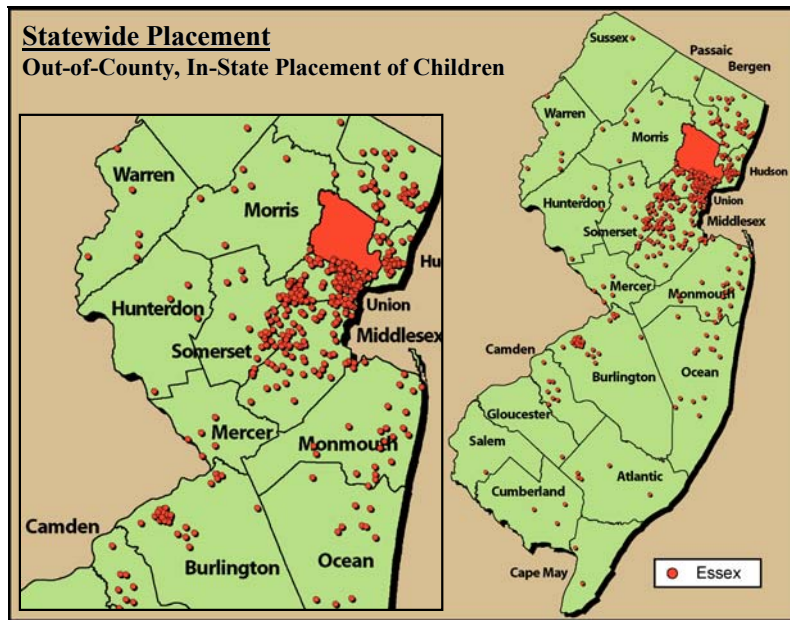 Statewide Placement
Out-of-County, In-State Placement of Children
Warren
Morris
Hu
Hunterdon
Union
Somerset
Middlesex
Mercer
Monmouth
Camden
Burlington
Ocean
Sussex
Passaic
Bergen
Warren
Morris
Hudson
Hunterdon
Union
Somerset
Middlesex
Mercer
Monmouth
Camden
Burlington
Ocean
Gloucester
Salem
Atlantic
Cumberland
Cape May
Essex